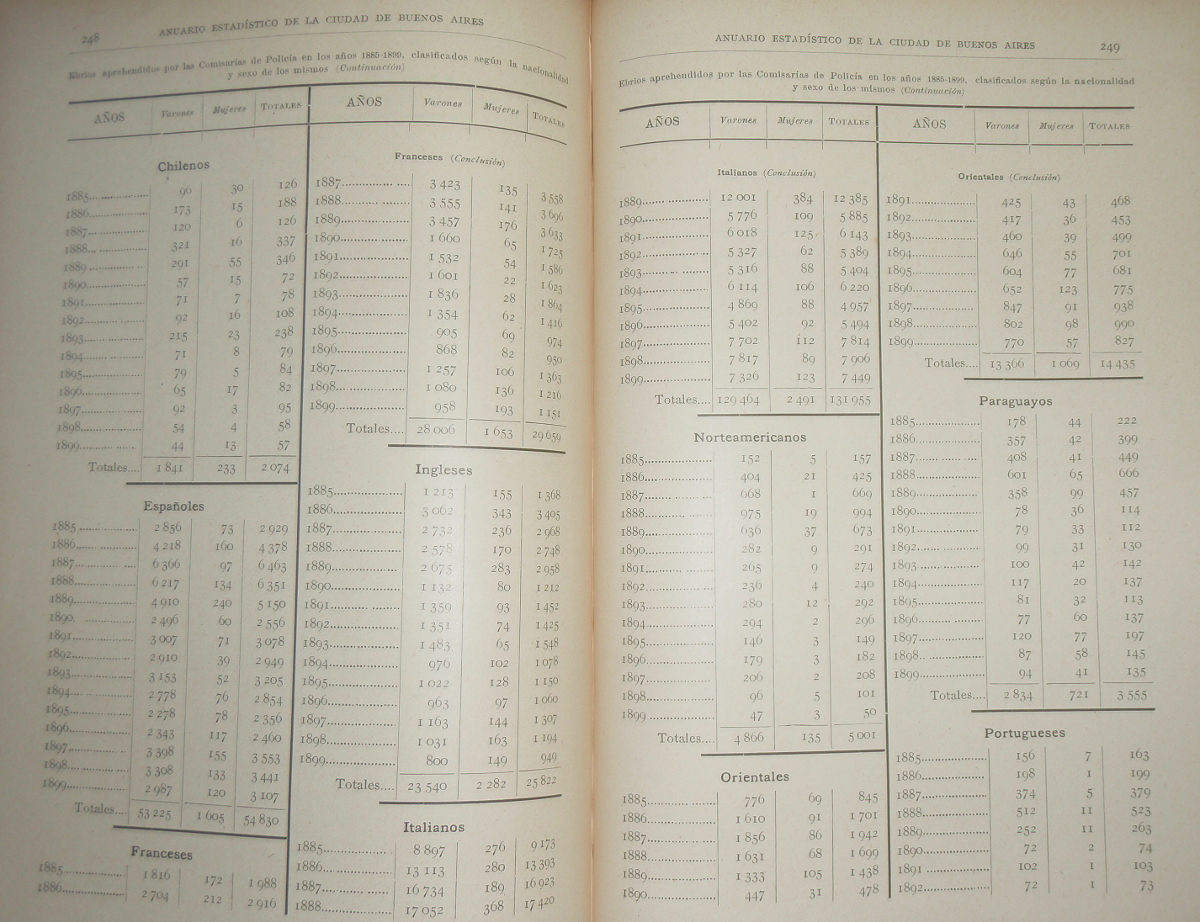 248
ANUARIO ESTADÍSTICO DE LA CIUDAD DE BUENOS AIRES
Ebrios aprehendidos por las Comisarías de Policía en los años 1885-1899, clasificados según la nacionalidad
y sexo de los mismos (Continuación)
AÑOS Varones Mujeres TOTALES
Chilenos
1885 96 30 126
1886 173 15 188
1887 120 6 126
1888 321 16 337
1889 291 55 346
1890 57 15 72
1891 71 7 78
1892 92 16 108
1893 215 23 238
1894 71 8 79
1895 79 5 84
1896 65 17 82
1897 92 3 95
1898 54 4 58
1899 44 13 57
Totales.... 1 841 233 2 074
Españoles
1885 2 856 73 2 929
1886 4 218 160 4 378
1887 6 366 97 6 463
1888 6 217 134 6 351
1889 4 910 240 5 150
1890 2 496 60 2 556
1891 3 007 71 3 078
1892 2 910 39 2 949
1893 3 153 52 3 205
1894 2 778 76 2 854
1895 2 278 78 2 356
1896 2 343 117 2 460
1897 3 398 155 3 553
1898 3 308 133 3 441
1899 2 987 120 3 107
Totales.... 53 225 1 605 54 830
Franceses
1885 1 816 172 1 988
1886 2 704 212 2 916
AÑOS Varones Mujeres TOTALES
Franceses (Conclusión)
1887 3 423 135 3 558
1888 3 555 141 3 696
1889 3 457 176 3 633
1890 1 660 65 1 725
1891 1 532 54 1 586
1892 1 601 22 1 623
1893 1 836 28 1 864
1894 1 354 62 1 416
1895 905 69 974
1896 868 82 950
1897 1 257 106 1 363
1898 1 080 136 1 216
1899 958 193 1 151
Totales.... 28 006 1 653 29 659
Ingleses
1885 1 213 155 1 368
1886 3 062 343 3 405
1887 2 732 236 2 968
1888 2 578 170 2 748
1889 2 675 283 2 958
1890 1 132 80 1 212
1891 1 359 93 1 452
1892 1 351 74 1 425
1893 1 483 65 1 548
1894 976 102 1 078
1895 1 022 128 1 150
1896 963 97 1 060
1897 1 163 144 1 307
1898 1 031 163 1 194
1899 800 149 949
Totales.... 23 540 2 282 25 822
Italianos
1885 8 897 276 9 173
1886 13 113 280 13 393
1887 16 734 189 16 923
1888 17 052 368 17 420
ANUARIO ESTADÍSTICO DE LA CIUDAD DE BUENOS AIRES
249
Ebrios aprehendidos por las Comisarías de Policía en los años 1885-1899, clasificados según la nacionalidad
y sexo de los mismos (Continuación)
AÑOS Varones Mujeres TOTALES
Italianos (Conclusión)
1889 12 001 384 12 385
1890 5 776 109 5 885
1891 6 018 125 6 143
1892 5 327 62 5 389
1893 5 316 88 5 404
1894 6 114 106 6 220
1895 4 869 88 4 957
1896 5 402 92 5 494
1897 7 702 112 7 814
1898 7 817 89 7 906
1899 7 326 123 7 449
Totales.... 129 464 2 491 131 955
Norteamericanos
1885 152 5 157
1886 404 21 425
1887 668 1 669
1888 975 19 994
1889 636 37 673
1890 282 9 291
1891 265 9 274
1892 236 4 240
1893 280 12 292
1894 294 2 296
1895 146 3 149
1896 179 3 182
1897 206 2 208
1898 96 5 101
1899 47 3 50
Totales.... 4 866 135 5 001
Orientales
1885 776 69 845
1886 1 610 91 1 701
1887 1 856 86 1 942
1888 1 631 68 1 699
1889 1 333 105 1 438
1890 447 31 478
AÑOS Varones Mujeres TOTALES
Orientales (Conclusión)
1891 425 43 468
1892 417 36 453
1893 460 39 499
1894 646 55 701
1895 604 77 681
1896 652 123 775
1897 847 91 938
1898 802 98 990
1899 770 57 827
Totales.... 13 366 1 069 14 435
Paraguayos
1885 178 44 222
1886 357 42 399
1887 408 41 449
1888 601 65 666
1889 358 99 457
1890 78 36 114
1891 79 33 112
1892 99 31 130
1893 100 42 142
1894 117 20 137
1895 81 32 113
1896 77 60 137
1897 120 77 197
1898 87 58 145
1899 94 41 135
Totales.... 2 834 721 3 555
Portugueses
1885 156 7 163
1886 198 1 199
1887 374 5 379
1888 512 11 523
1889 252 11 263
1890 72 2 74
1891 102 1 103
1892 72 1 73